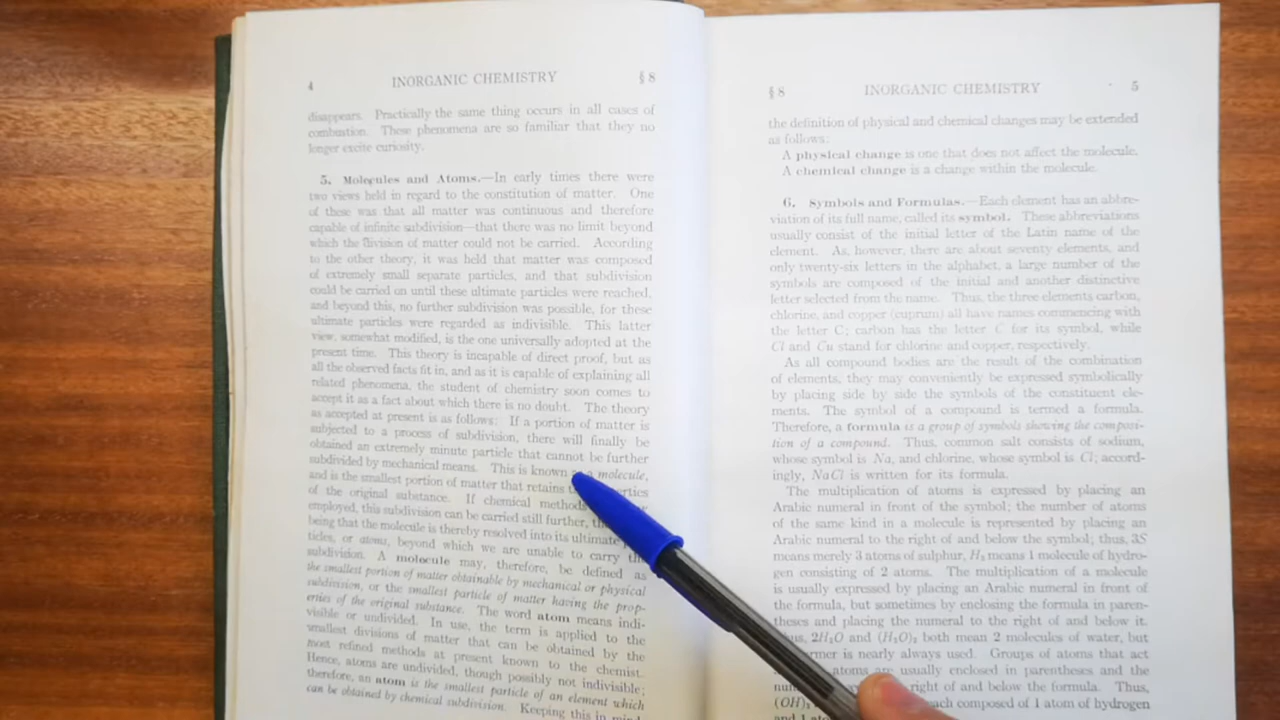 4 INORGANIC CHEMISTRY § 8
disappears. Practically the same thing occurs in all cases of
combustion. These phenomena are so familiar that they no
longer excite curiosity.
5. Molecules and Atoms.—In early times there were
two views held in regard to the constitution of matter. One
of these was that all matter was continuous and therefore
capable of infinite subdivision—that there was no limit beyond
which the division of matter could not be carried. According
to the other theory, it was held that matter was composed
of extremely small separate particles, and that subdivision
could be carried on until these ultimate particles were reached,
and beyond this, no further subdivision was possible, for these
ultimate particles were regarded as indivisible. This latter
view, somewhat modified, is the one universally adopted at the
present time. This theory is incapable of direct proof, but as
all the observed facts fit in, and as it is capable of explaining all
related phenomena, the student of chemistry soon comes to
accept it as a fact about which there is no doubt. The theory
as accepted at present is as follows: If a portion of matter is
subjected to a process of subdivision, there will finally be
obtained an extremely minute particle that cannot be further
subdivided by mechanical means. This is known a molecule,
and is the smallest portion of matter that retains
of the original substance. If chemical methods
employed, this subdivision can be carried still further,
being that the molecule is thereby resolved into its ultimate
ticles, or atoms, beyond which we are unable to carry
subdivision. A molecule may, therefore, be defined as
the smallest portion of matter obtainable by mechanical or physical
subdivision, or the smallest particle of matter having the prop-
erties of the original substance. The word atom means indi-
visible or undivided. In use, the term is applied to the
smallest divisions of matter that can be obtained by the
most refined methods at present known to the chemist.
Hence, atoms are undivided, though possibly not indivisible;
therefore, an atom is the smallest particle of an element which
can be obtained by chemical subdivision. Keeping this in mind
§ 8 INORGANIC CHEMISTRY 5
the definition of physical and chemical changes may be extended
as follows:
A physical change is one that does not affect the molecule.
A chemical change is a change within the molecule.
6. Symbols and Formulas.—Each element has an abbre-
viation of its full name, called its symbol. These abbreviations
usually consist of the initial letter of the Latin name of the
element. As, however, there are about seventy elements, and
only twenty-six letters in the alphabet, a large number of the
symbols are composed of the initial and another distinctive
letter selected from the name. Thus, the three elements carbon,
chlorine, and copper (cuprum) all have names commencing with
the letter C; carbon has the letter C for its symbol, while
Cl and Cu stand for chlorine and copper, respectively.
As all compound bodies are the result of the combination
of elements, they may conveniently be expressed symbolically
by placing side by side the symbols of the constituent ele-
ments. The symbol of a compound is termed a formula.
Therefore, a formula is a group of symbols showing the composi-
tion of a compound. Thus, common salt consists of sodium,
whose symbol is Na, and chlorine, whose symbol is Cl; accord-
ingly, NaCl is written for its formula.
The multiplication of atoms is expressed by placing an
Arabic numeral in front of the symbol; the number of atoms
of the same kind in a molecule is represented by placing an
Arabic numeral to the right of and below the symbol; thus, 3S
means merely 3 atoms of sulphur, H₂ means 1 molecule of hydro-
gen consisting of 2 atoms. The multiplication of a molecule
is usually expressed by placing an Arabic numeral in front of
the formula, but sometimes by enclosing the formula in paren-
theses and placing the numeral to the right of and below it.
2H₂O and (H₂O)₂ both mean 2 molecules of water, but
is nearly always used. Groups of atoms that act
atoms are usually enclosed in parentheses and the
right of and below the formula. Thus,
(OH) each composed of 1 atom of hydrogen
and 1